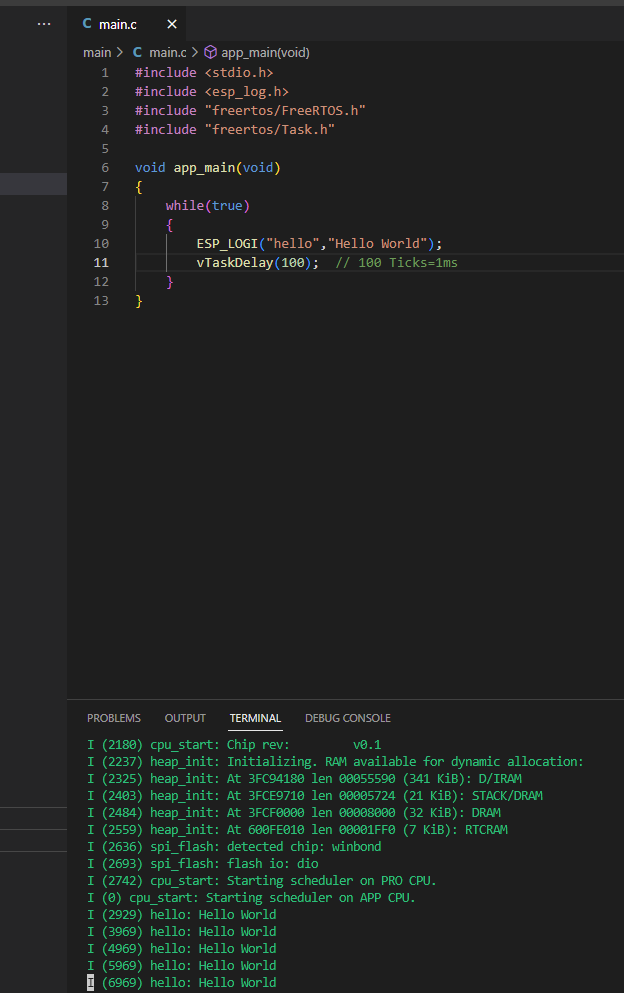 ··· C main.c ×
main > C main.c > app_main(void)
1 #include <stdio.h>
2 #include <esp_log.h>
3 #include "freertos/FreeRTOS.h"
4 #include "freertos/Task.h"
5
6 void app_main(void)
7 {
8 while(true)
9 {
10 ESP_LOGI("hello","Hello World");
11 vTaskDelay(100); // 100 Ticks=1ms
12 }
13 }
PROBLEMS OUTPUT TERMINAL DEBUG CONSOLE
I (2180) cpu_start: Chip rev: v0.1
I (2237) heap_init: Initializing. RAM available for dynamic allocation:
I (2325) heap_init: At 3FC94180 len 00055590 (341 KiB): D/IRAM
I (2403) heap_init: At 3FCE9710 len 00005724 (21 KiB): STACK/DRAM
I (2484) heap_init: At 3FCF0000 len 00008000 (32 KiB): DRAM
I (2559) heap_init: At 600FE010 len 00001FF0 (7 KiB): RTCRAM
I (2636) spi_flash: detected chip: winbond
I (2693) spi_flash: flash io: dio
I (2742) cpu_start: Starting scheduler on PRO CPU.
I (0) cpu_start: Starting scheduler on APP CPU.
I (2929) hello: Hello World
I (3969) hello: Hello World
I (4969) hello: Hello World
I (5969) hello: Hello World
I (6969) hello: Hello World